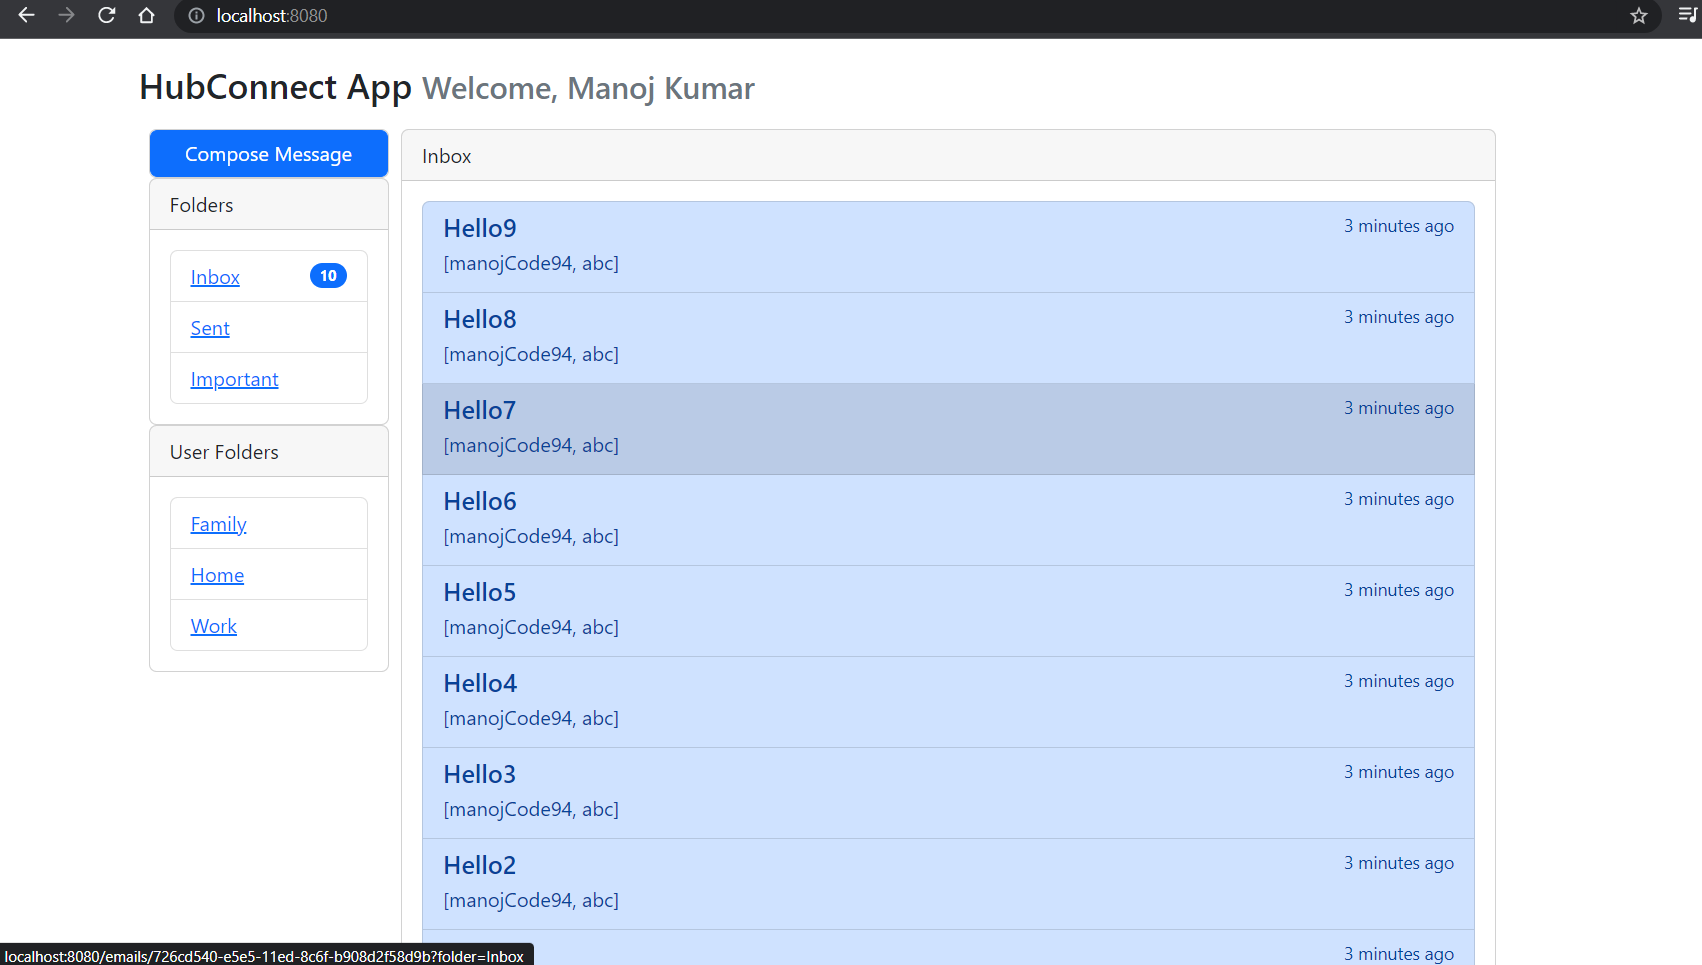 localhost:8080
HubConnect App Welcome, Manoj Kumar
Compose Message
Folders
Inbox 10
Sent
Important
User Folders
Family
Home
Work
Inbox
Hello9 3 minutes ago
[manojCode94, abc]
Hello8 3 minutes ago
[manojCode94, abc]
Hello7 3 minutes ago
[manojCode94, abc]
Hello6 3 minutes ago
[manojCode94, abc]
Hello5 3 minutes ago
[manojCode94, abc]
Hello4 3 minutes ago
[manojCode94, abc]
Hello3 3 minutes ago
[manojCode94, abc]
Hello2 3 minutes ago
[manojCode94, abc]
3 minutes ago
localhost:8080/emails/726cd540-e5e5-11ed-8c6f-b908d2f58d9b?folder=Inbox